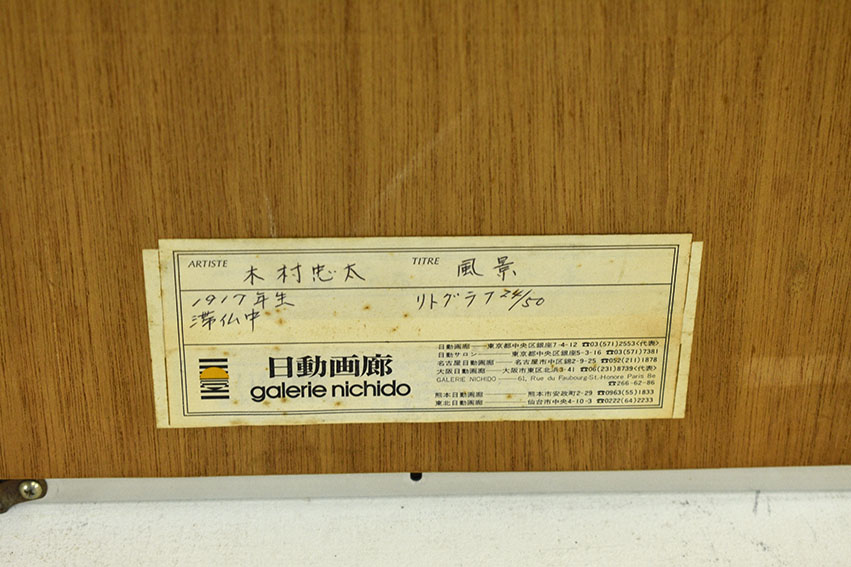 ARTISTE 木村忠太 TITRE 風景
1917年生 リトグラフ 24/50
滞仏中
日動画廊
galerie nichido
日動画廊――東京都中央区銀座7-4-12 ☎03(571)2553<代表>
日動サロン――東京都中央区銀座5-3-16 ☎03(571)7381
名古屋日動画廊――名古屋市中区錦2-9-25 ☎052(211)1878
大阪日動画廊――大阪市東区北浜3-41 ☎06(231)8739<代表>
GALERIE NICHIDO――61, Rue du Faubourg-St-Honore Paris 8e
☎266-62-86
熊本日動画廊――熊本市安政町2-29 ☎0963(55)1833
東北日動画廊――仙台市中央4-10-3 ☎0222(64)2233